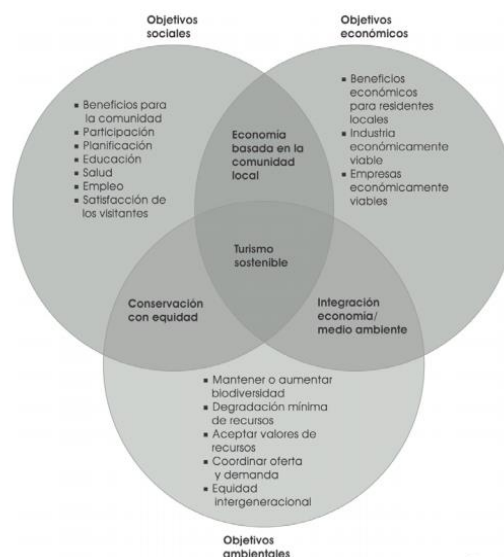 Objetivos
sociales
Objetivos
económicos
▪ Beneficios para
la comunidad
▪ Participación
▪ Planificación
▪ Educación
▪ Salud
▪ Empleo
▪ Satisfacción de
los visitantes
Economía
basada en la
comunidad
local
▪ Beneficios
económicos
para residentes
locales
▪ Industria
económicamente
viable
▪ Empresas
económicamente
viables
Turismo
sostenible
Conservación
con equidad
Integración
economía/
medio ambiente
▪ Mantener o aumentar
biodiversidad
▪ Degradación mínima
de recursos
▪ Aceptar valores de
recursos
▪ Coordinar oferta
y demanda
▪ Equidad
intergeneracional
Objetivos
ambientales